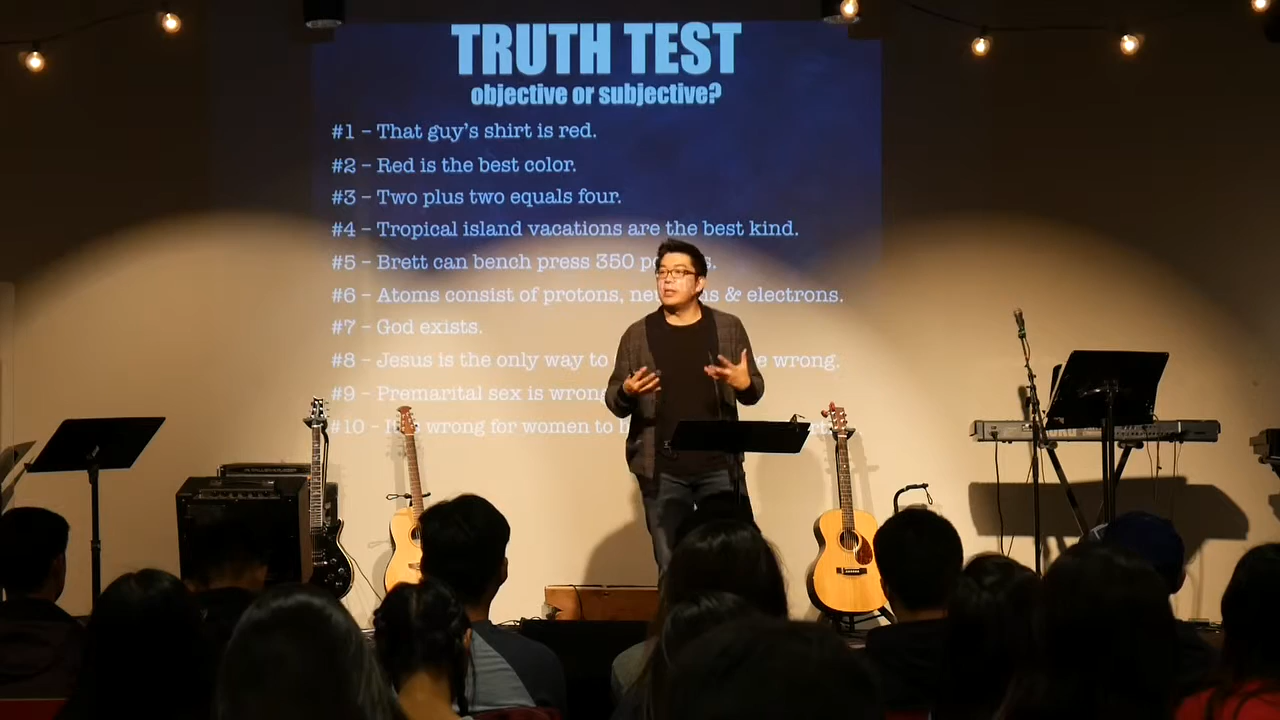 TRUTH TEST
objective or subjective?
#1 – That guy's shirt is red.
#2 – Red is the best color.
#3 – Two plus two equals four.
#4 – Tropical island vacations are the best kind.
#5 – Brett can bench press 350
#6 – Atoms consist of protons, & electrons.
#7 – God exists.
#8 – Jesus is the only way to wrong.
#9 – Premarital sex is wrong
#10 – wrong for women to